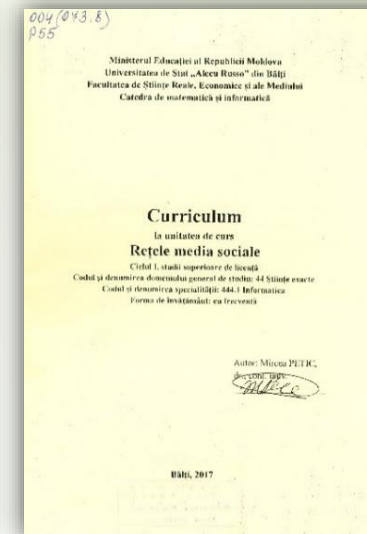 004(073.8)
P55
Ministerul Educației al Republicii Moldova
Universitatea de Stat „Alecu Russo” din Bălți
Facultatea de Științe Reale, Economice și ale Mediului
Catedra de matematică și informatică
Curriculum
la unitatea de curs
Rețele media sociale
Ciclul I, studii superioare de licență
Codul și denumirea domeniului general de studiu: 44 Științe exacte
Codul și denumirea specialității: 444.1 Informatica
Forma de învățământ: cu frecvență
Autor: Mircea PETIC,
dr., conf. univ.
Bălți, 2017